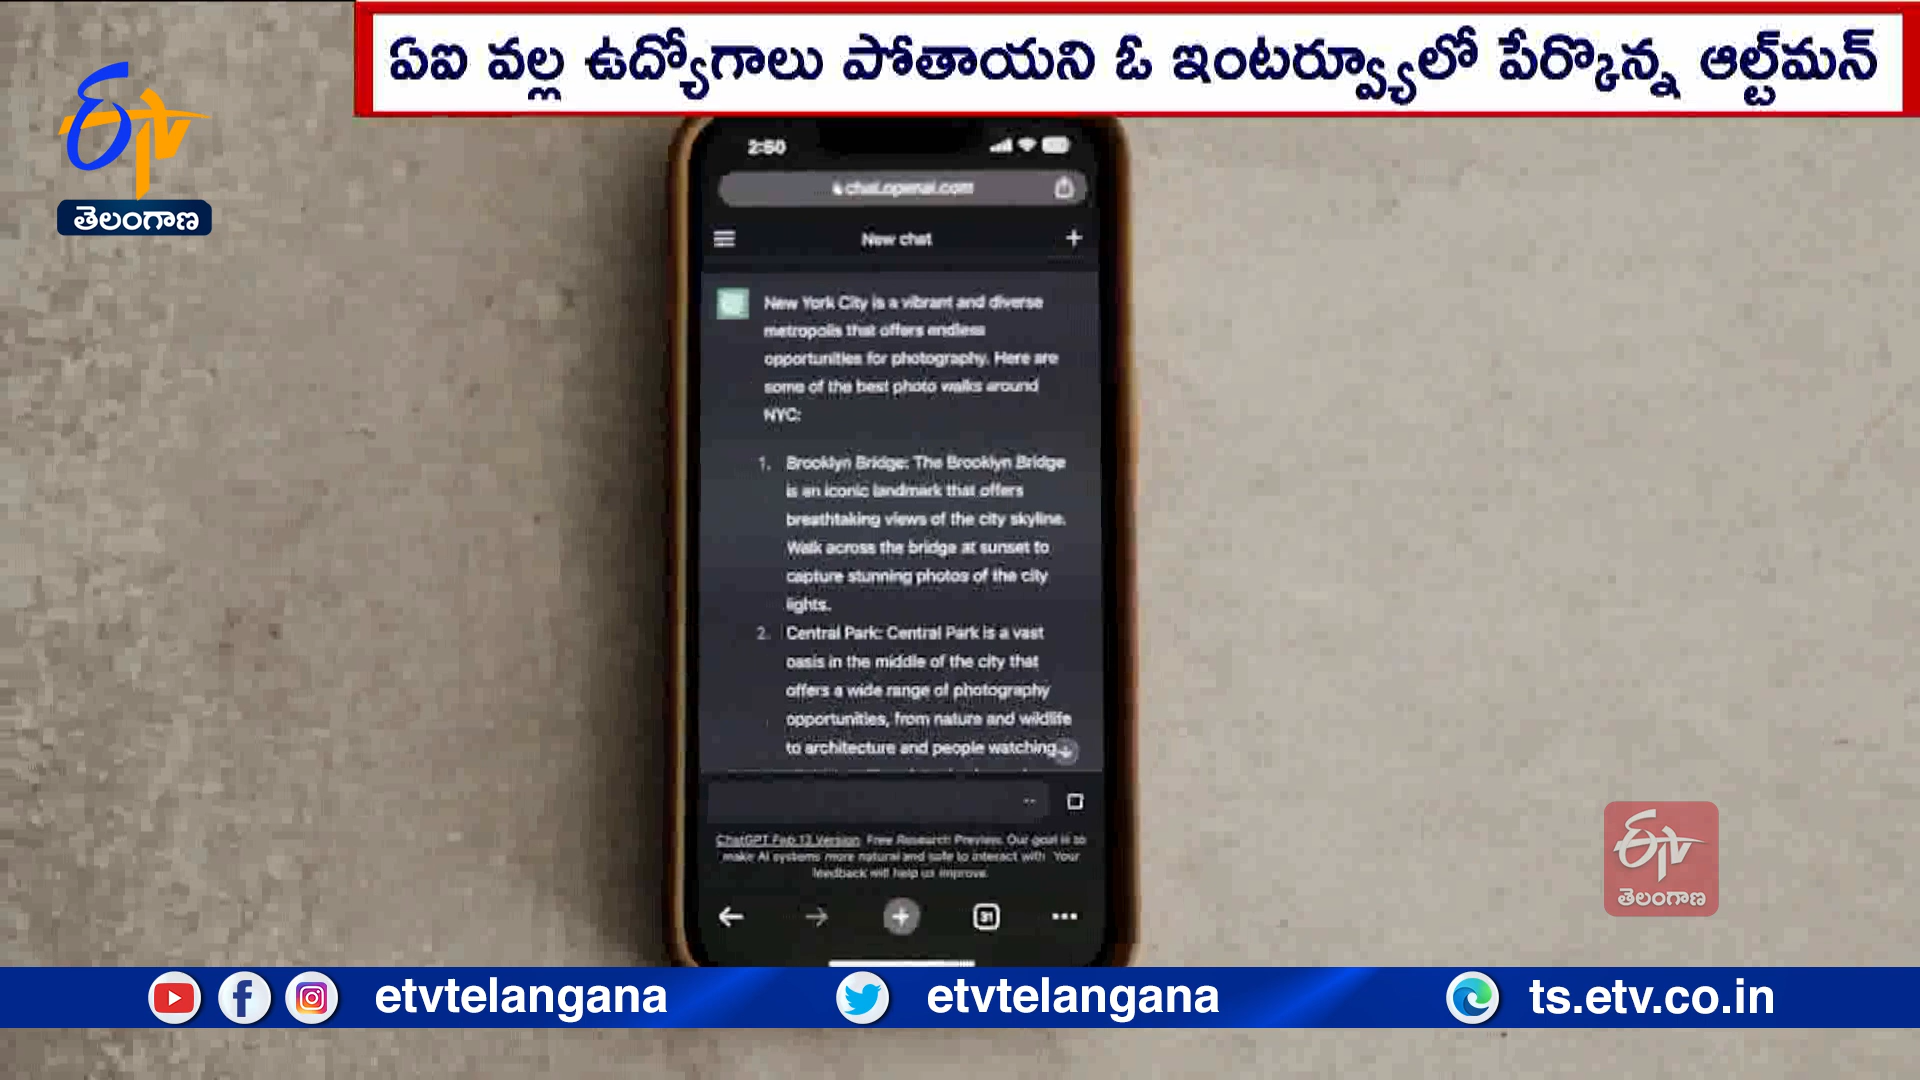 ఏఐ వల్ల ఉద్యోగాలు పోతాయని ఓ ఇంటర్వ్యూలో పేర్కొన్న ఆల్ట్‌మన్
ETV
తెలంగాణ
2:50
chat.openai.com
New chat
New York City is a vibrant and diverse
metropolis that offers endless
opportunities for photography. Here are
some of the best photo walks around
NYC:
1. Brooklyn Bridge: The Brooklyn Bridge
is an iconic landmark that offers
breathtaking views of the city skyline.
Walk across the bridge at sunset to
capture stunning photos of the city
lights.
2. Central Park: Central Park is a vast
oasis in the middle of the city that
offers a wide range of photography
opportunities, from nature and wildlife
to architecture and people watching.
ChatGPT Feb 13 Version. Free Research Preview. Our goal is to
make AI systems more natural and safe to interact with. Your
feedback will help us improve.
31
ETV
తెలంగాణ
etvtelangana
etvtelangana
ts.etv.co.in